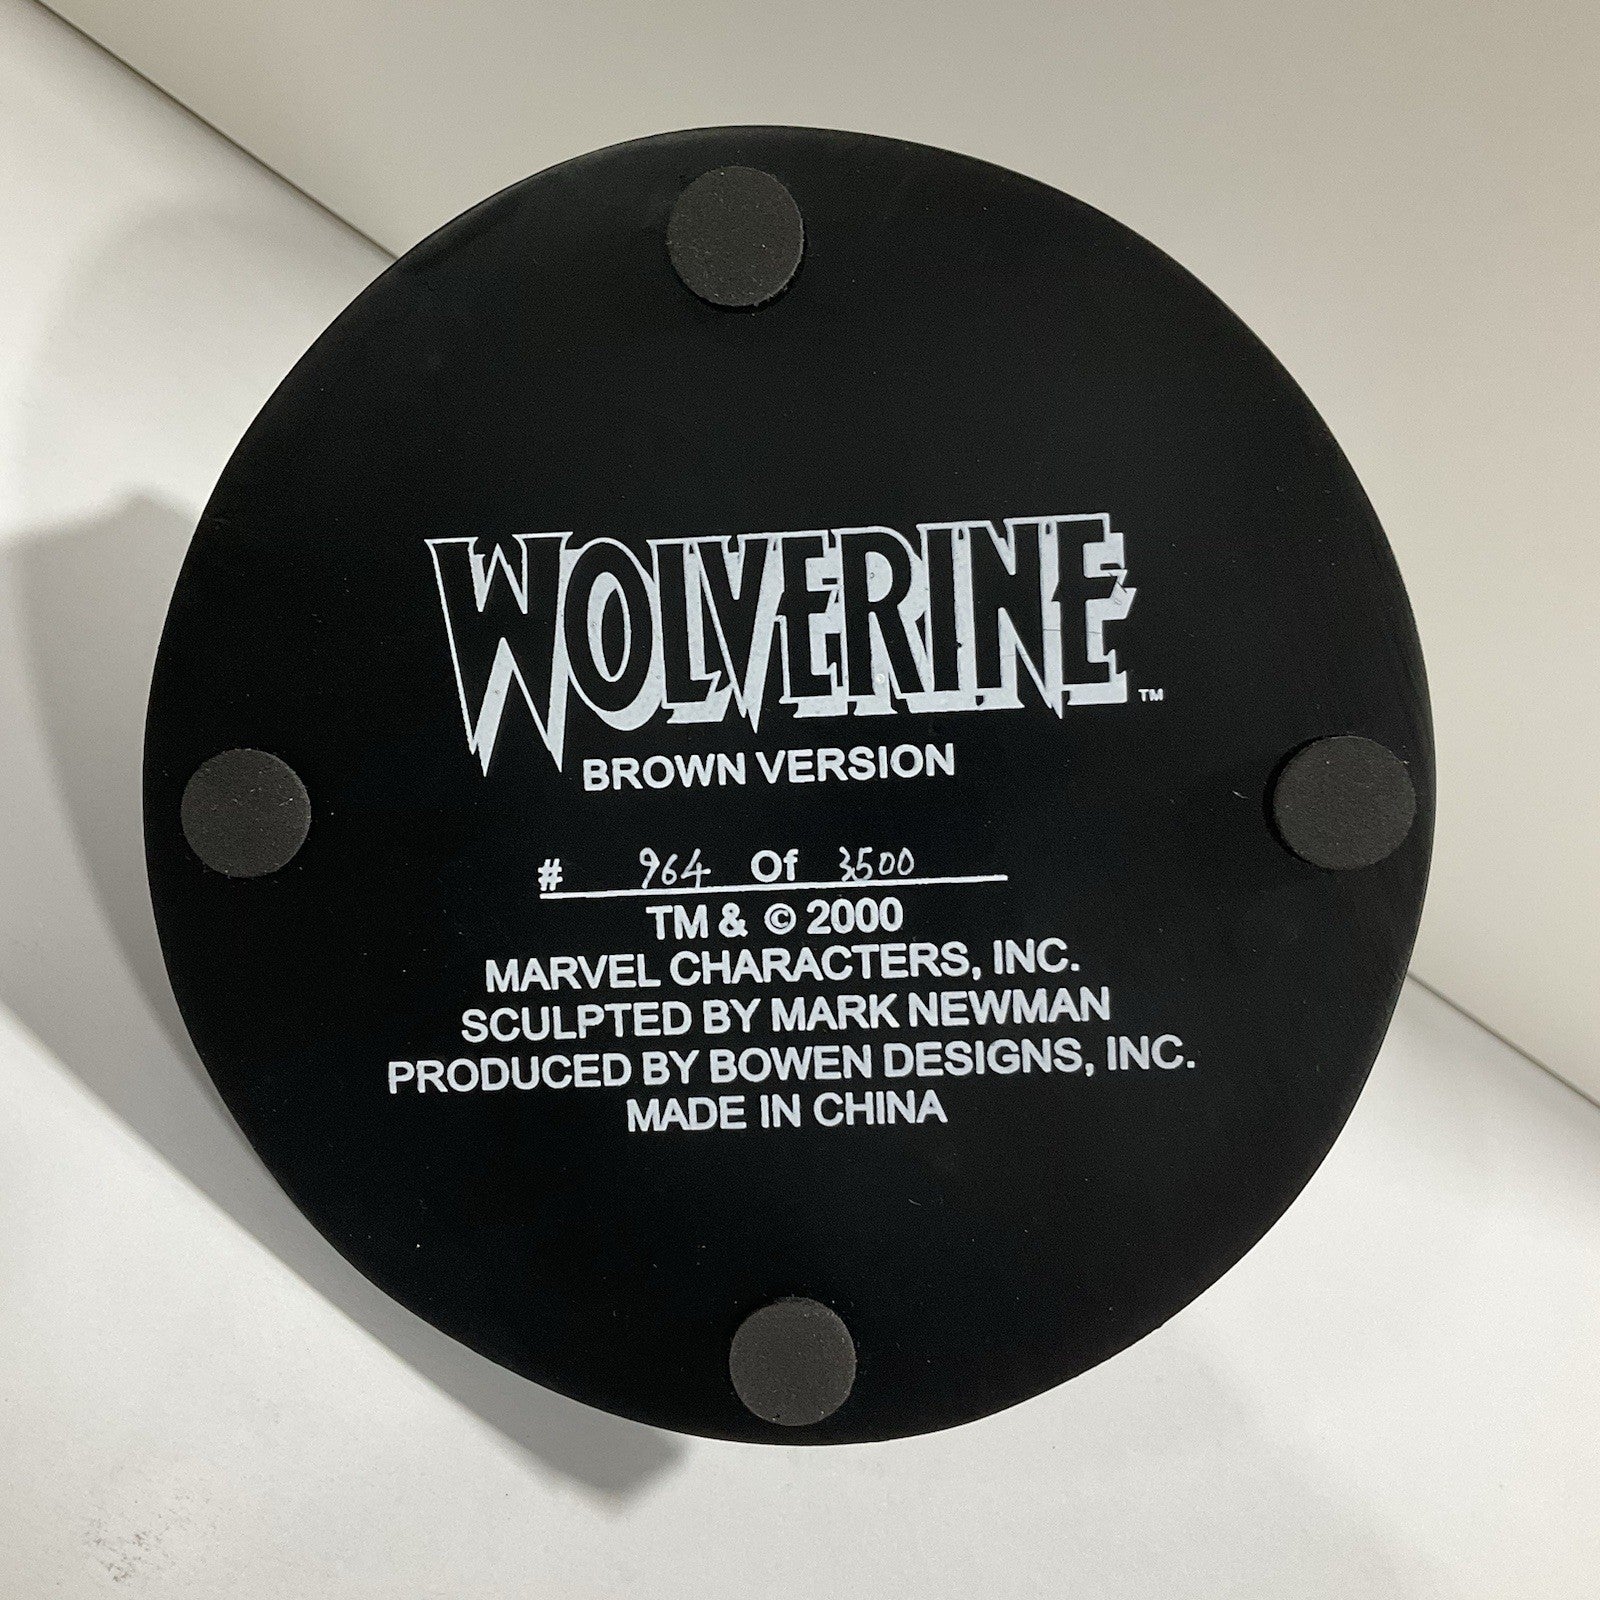 WOLVERINE™
BROWN VERSION
# 964 Of 3500
TM & © 2000
MARVEL CHARACTERS, INC.
SCULPTED BY MARK NEWMAN
PRODUCED BY BOWEN DESIGNS, INC.
MADE IN CHINA